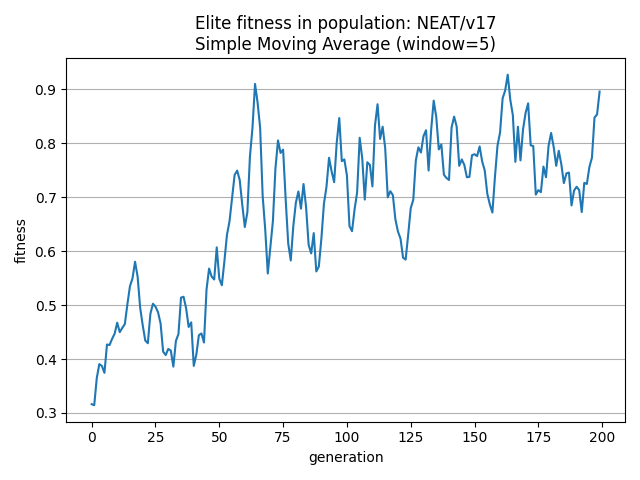 Elite fitness in population: NEAT/v17
Simple Moving Average (window=5)
fitness
0.9
0.8
0.7
0.6
0.5
0.4
0.3
0 25 50 75 100 125 150 175 200
generation